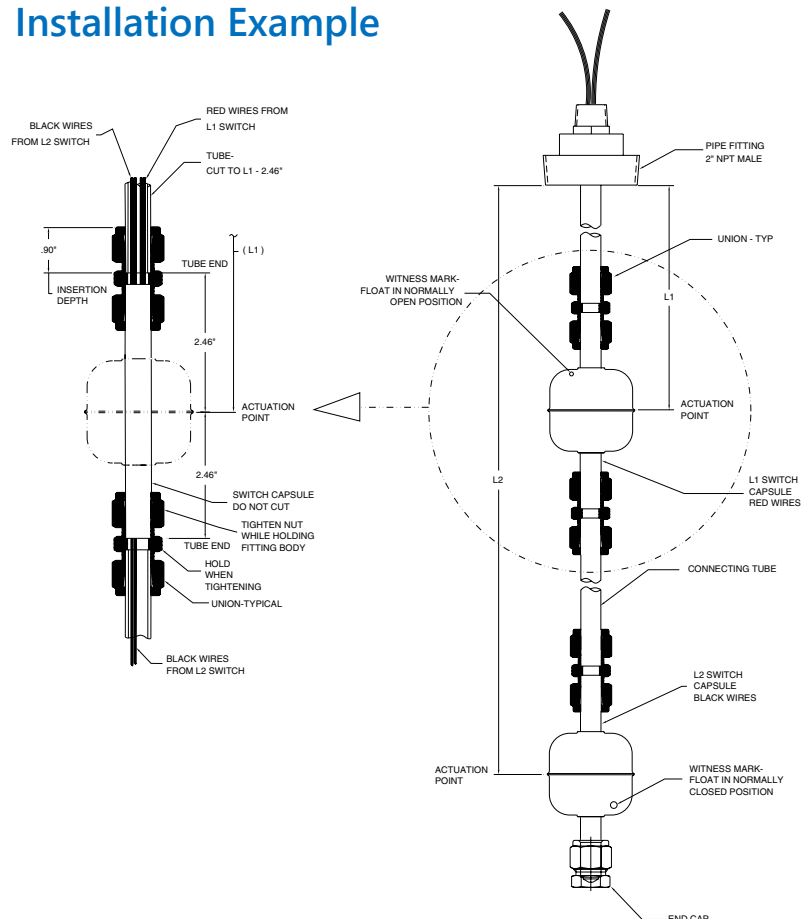 Installation Example
BLACK WIRES
FROM L2 SWITCH
RED WIRES FROM
L1 SWITCH
TUBE-
CUT TO L1 - 2.46"
.90"
TUBE END
( L1 )
INSERTION
DEPTH
2.46"
ACTUATION
POINT
2.46"
SWITCH CAPSULE
DO NOT CUT
TIGHTEN NUT
WHILE HOLDING
FITTING BODY
TUBE END
HOLD
WHEN
TIGHTENING
UNION-TYPICAL
BLACK WIRES
FROM L2 SWITCH
PIPE FITTING
2" NPT MALE
UNION - TYP
WITNESS MARK-
FLOAT IN NORMALLY
OPEN POSITION
L1
ACTUATION
POINT
L2
L1 SWITCH
CAPSULE
RED WIRES
CONNECTING TUBE
L2 SWITCH
CAPSULE
BLACK WIRES
ACTUATION
POINT
WITNESS MARK-
FLOAT IN NORMALLY
CLOSED POSITION
END CAP